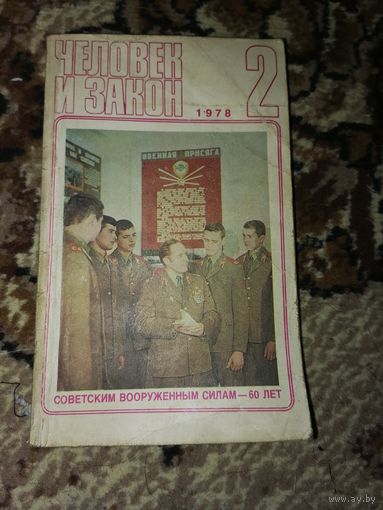 ЧЕЛОВЕК
И ЗАКОН
1978
2
ВОЕННАЯ ПРИСЯГА
СОВЕТСКИМ ВООРУЖЕННЫМ СИЛАМ — 60 ЛЕТ
www.ay.by